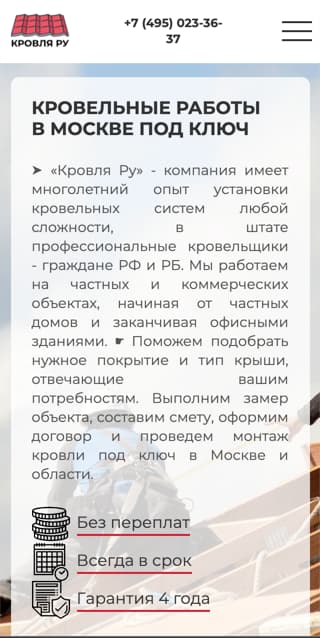 КРОВЛЯ РУ
+7 (495) 023-36-
37
КРОВЕЛЬНЫЕ РАБОТЫ
В МОСКВЕ ПОД КЛЮЧ
➤ «Кровля Ру» - компания имеет
многолетний опыт установки
кровельных систем любой
сложности, в штате
профессиональные кровельщики
- граждане РФ и РБ. Мы работаем
на частных и коммерческих
объектах, начиная от частных
домов и заканчивая офисными
зданиями. ☛ Поможем подобрать
нужное покрытие и тип крыши,
отвечающие вашим
потребностям. Выполним замер
объекта, составим смету, оформим
договор и проведем монтаж
кровли под ключ в Москве и
области.
Без переплат
Всегда в срок
Гарантия 4 года